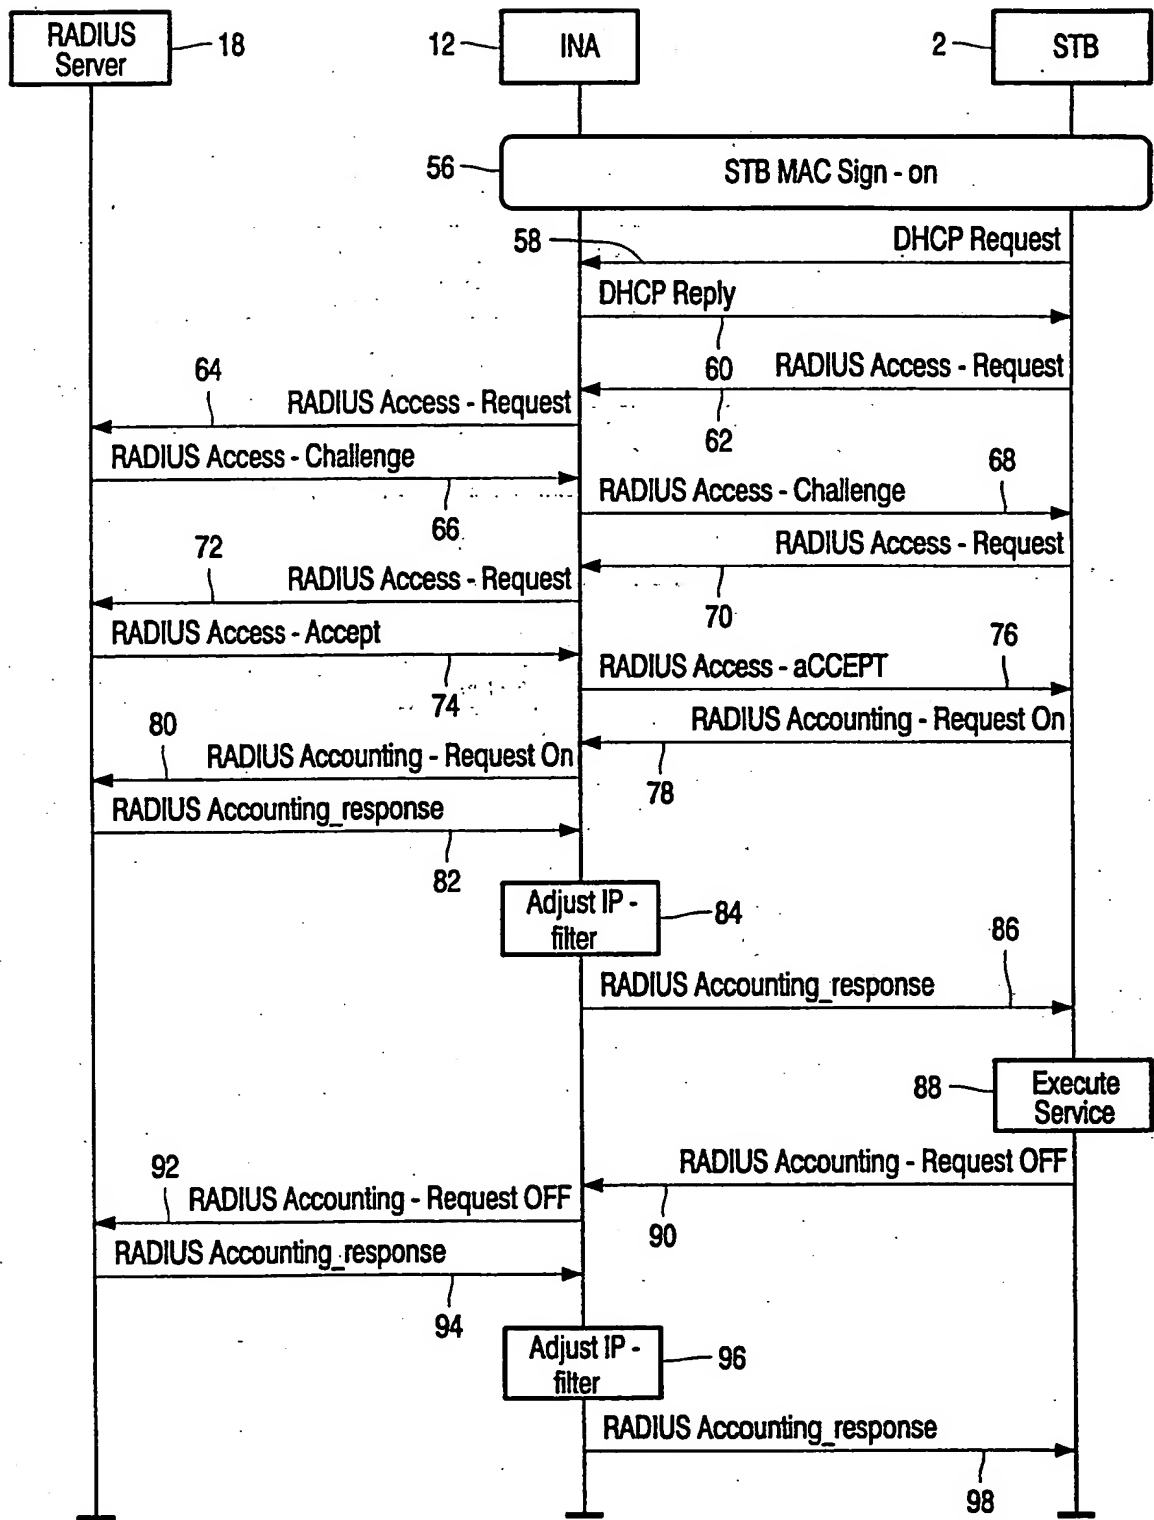 RADIUS
Server
18
12
INA
2
STB
56
STB MAC Sign - on
58
DHCP Request
DHCP Reply
60
RADIUS Access - Request
62
64
RADIUS Access - Request
RADIUS Access - Challenge
66
68
RADIUS Access - Challenge
RADIUS Access - Request
70
72
RADIUS Access - Request
RADIUS Access - Accept
74
76
RADIUS Access - aCCEPT
RADIUS Accounting - Request On
78
80
RADIUS Accounting - Request On
RADIUS Accounting_response
82
Adjust IP -
filter
84
86
RADIUS Accounting_response
88
Execute
Service
RADIUS Accounting - Request OFF
90
92
RADIUS Accounting - Request OFF
RADIUS Accounting_response
94
Adjust IP -
filter
96
RADIUS Accounting_response
98